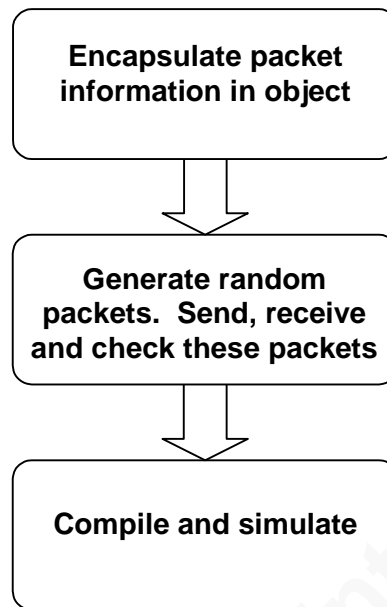 Encapsulate packet
information in object
Generate random
packets. Send, receive
and check these packets
Compile and simulate